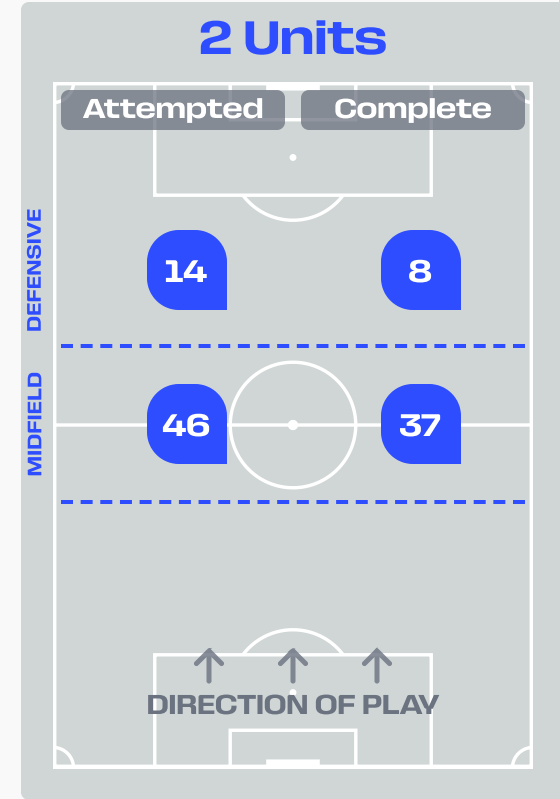 2 Units
Attempted Complete
DEFENSIVE
14 8
MIDFIELD
46 37
DIRECTION OF PLAY